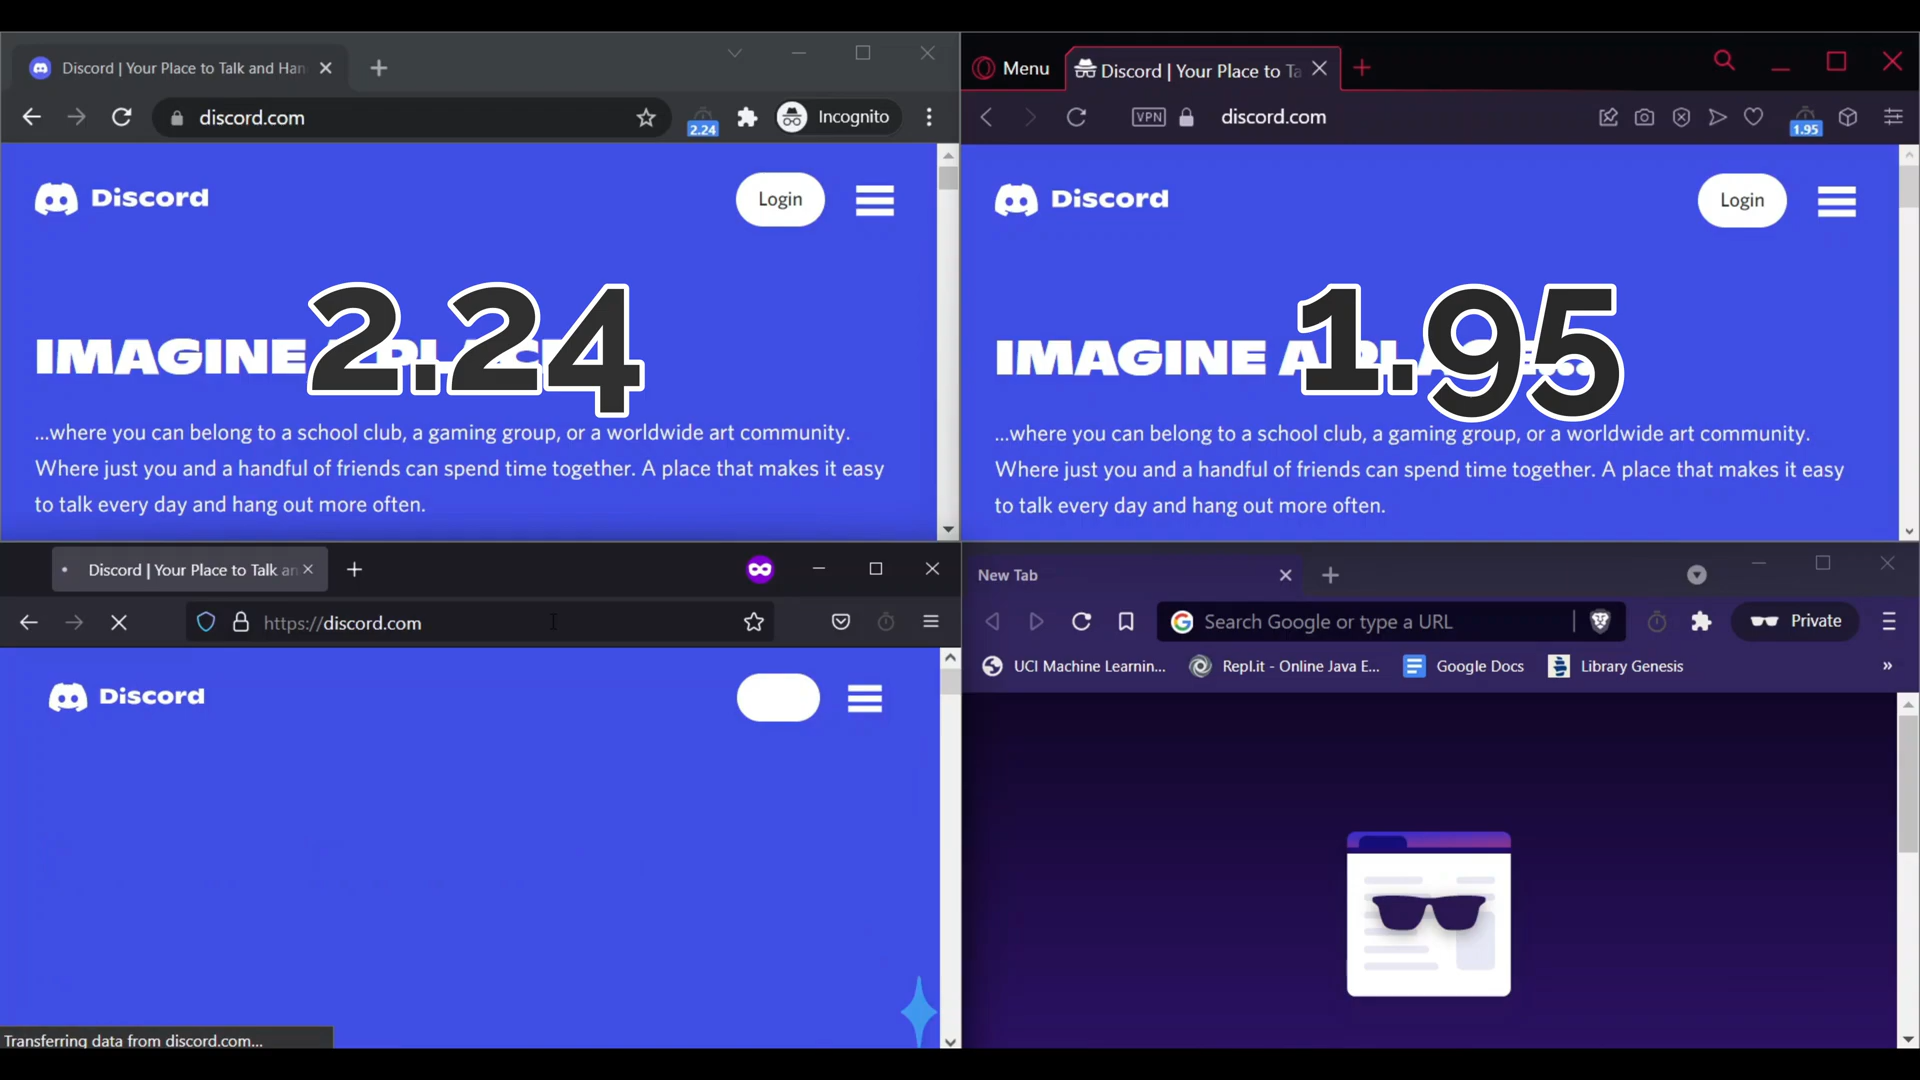 Discord | Your Place to Talk and Han
discord.com
2.24
Incognito
Discord
Login
IMAGINE A PLACE
2.24
...where you can belong to a school club, a gaming group, or a worldwide art community.
Where just you and a handful of friends can spend time together. A place that makes it easy
to talk every day and hang out more often.
Menu
Discord | Your Place to Ta
VPN
discord.com
1.95
Discord
Login
IMAGINE A PLACE...
1.95
...where you can belong to a school club, a gaming group, or a worldwide art community.
Where just you and a handful of friends can spend time together. A place that makes it easy
to talk every day and hang out more often.
Discord | Your Place to Talk an
https://discord.com
Discord
Transferring data from discord.com...
New Tab
Search Google or type a URL
Private
UCI Machine Learnin...
Repl.it - Online Java E...
Google Docs
Library Genesis
»